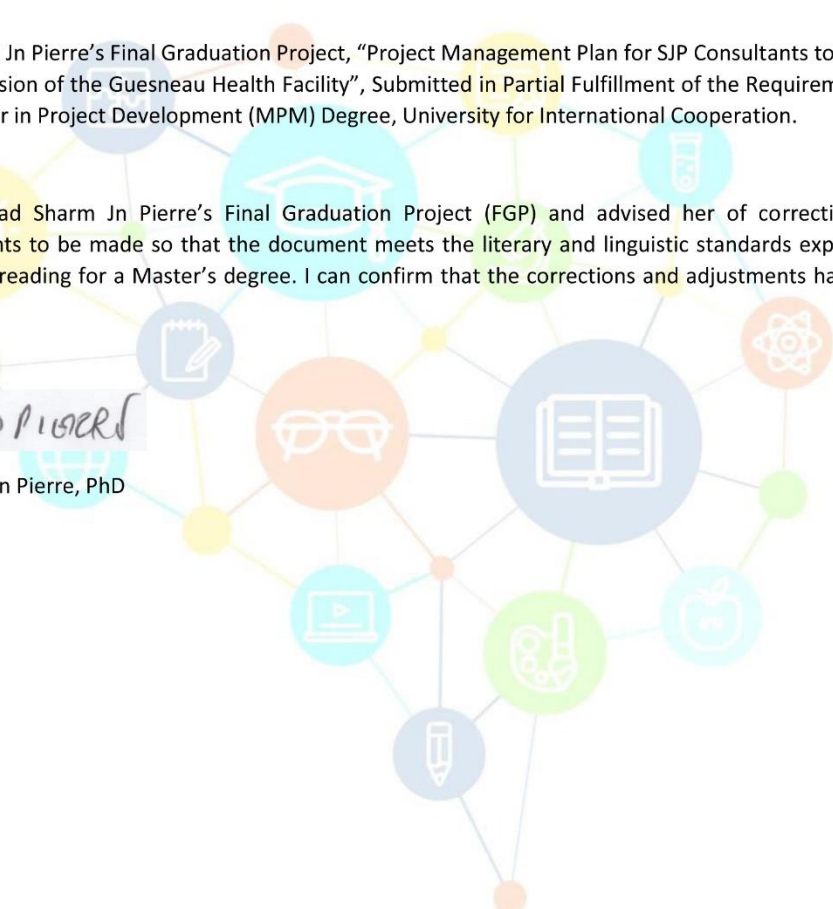 Jn Pierre’s Final Graduation Project, “Project Management Plan for SJP Consultants to
sion of the Guesneau Health Facility”, Submitted in Partial Fulfillment of the Requirem
r in Project Development (MPM) Degree, University for International Cooperation.
ad Sharm Jn Pierre’s Final Graduation Project (FGP) and advised her of correcti
nts to be made so that the document meets the literary and linguistic standards exp
reading for a Master’s degree. I can confirm that the corrections and adjustments ha
n Pierre, PhD